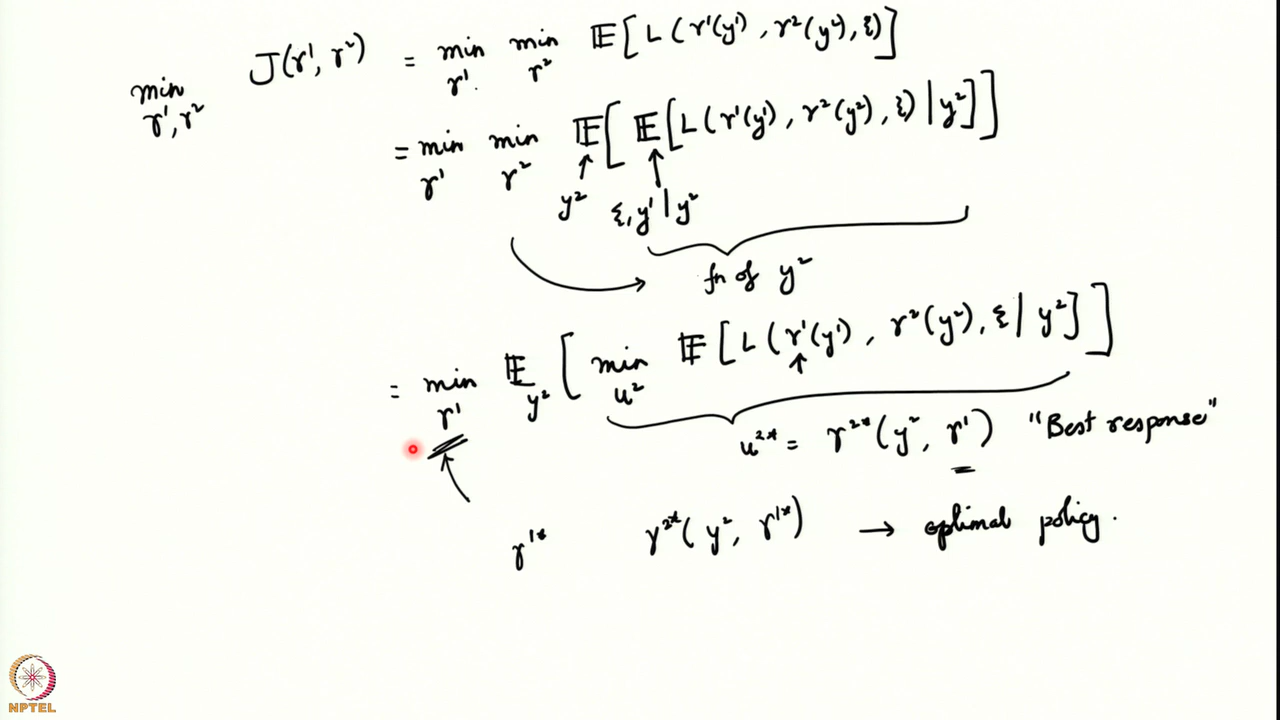 min J(γ¹, γ²) = min min 𝔼[L(γ¹(y¹), γ²(y²), ξ)]
γ¹, γ² γ¹ γ²
= min min 𝔼[𝔼[L(γ¹(y¹), γ²(y²), ξ) | y²]]
γ¹ γ² ↑ ↑
y² ξ, y¹ | y²
fn of y²
= min 𝔼 [min 𝔼[L(γ¹(y¹), γ²(y²), ξ | y²]]
γ¹ y² u² ↑
u²* = γ²*(y², γ¹) "Best response"
γ¹* γ²*(y², γ¹*) → optimal policy.
NPTEL